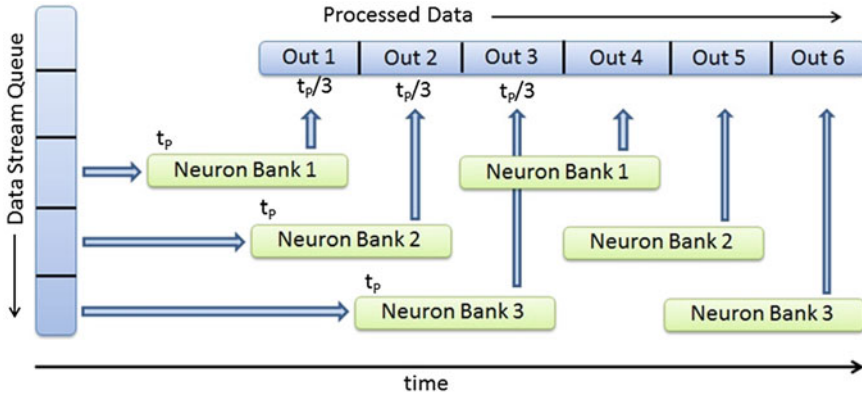 Processed Data
Data Stream Queue
Out 1 Out 2 Out 3 Out 4 Out 5 Out 6
tP/3 tP/3 tP/3
tP
Neuron Bank 1 Neuron Bank 1
tP
Neuron Bank 2 Neuron Bank 2
tP
Neuron Bank 3 Neuron Bank 3
time